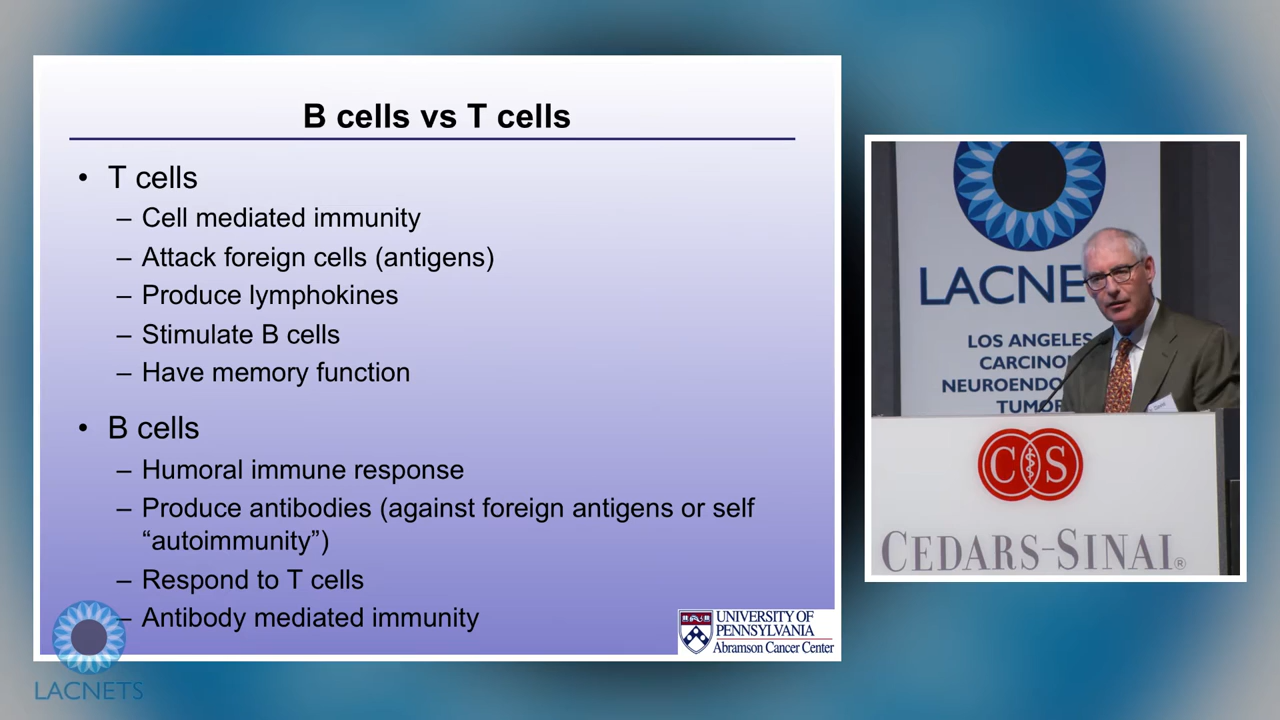 B cells vs T cells
• T cells
– Cell mediated immunity
– Attack foreign cells (antigens)
– Produce lymphokines
– Stimulate B cells
– Have memory function
• B cells
– Humoral immune response
– Produce antibodies (against foreign antigens or self
“autoimmunity”)
– Respond to T cells
– Antibody mediated immunity
UNIVERSITY OF
PENNSYLVANIA
Abramson Cancer Center
LACNETS
LACNE
LOS ANGELES
CARCINO
NEUROENDO
TUMOR
C S
CEDARS-SINAI®